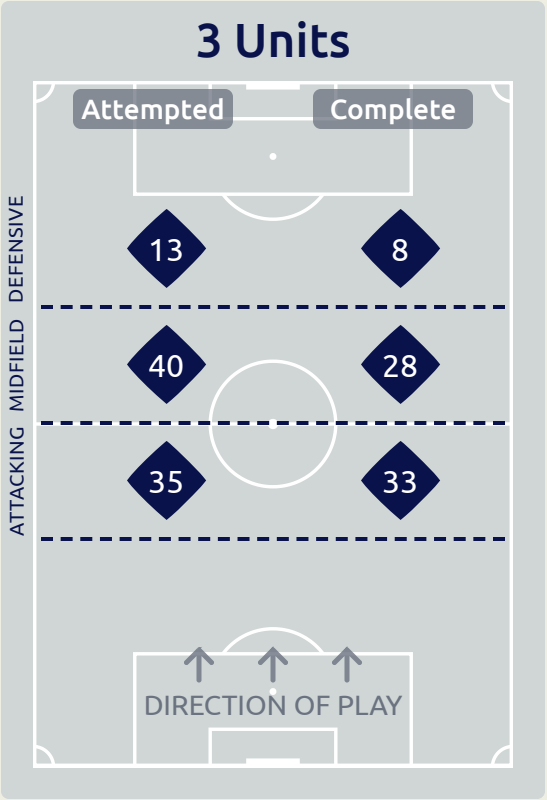 3 Units
Attempted Complete
DEFENSIVE
13 8
MIDFIELD
40 28
ATTACKING
35 33
DIRECTION OF PLAY